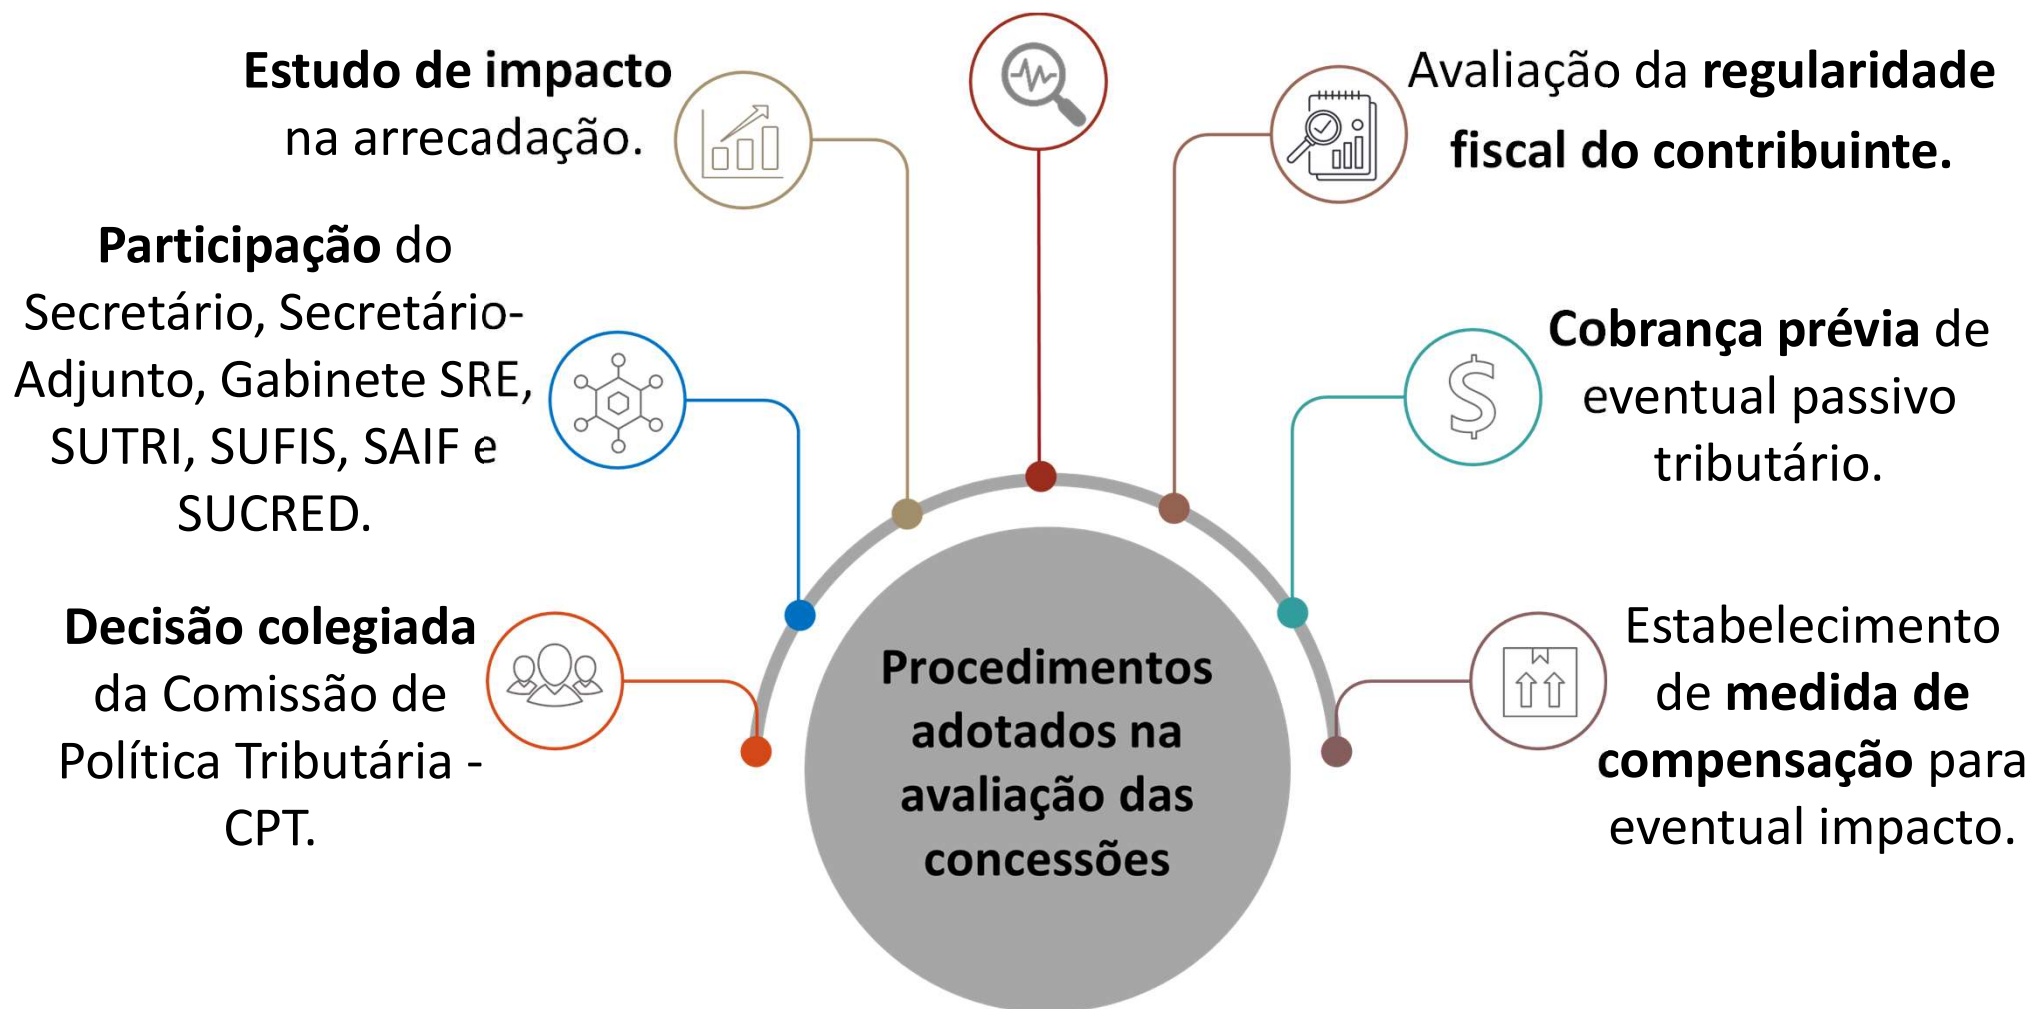 Estudo de impacto
na arrecadação.
Participação do
Secretário, Secretário-
Adjunto, Gabinete SRE,
SUTRI, SUFIS, SAIF e
SUCRED.
Decisão colegiada
da Comissão de
Política Tributária -
CPT.
Avaliação da regularidade
fiscal do contribuinte.
Cobrança prévia de
eventual passivo
tributário.
Estabelecimento
de medida de
compensação para
eventual impacto.
Procedimentos
adotados na
avaliação das
concessões